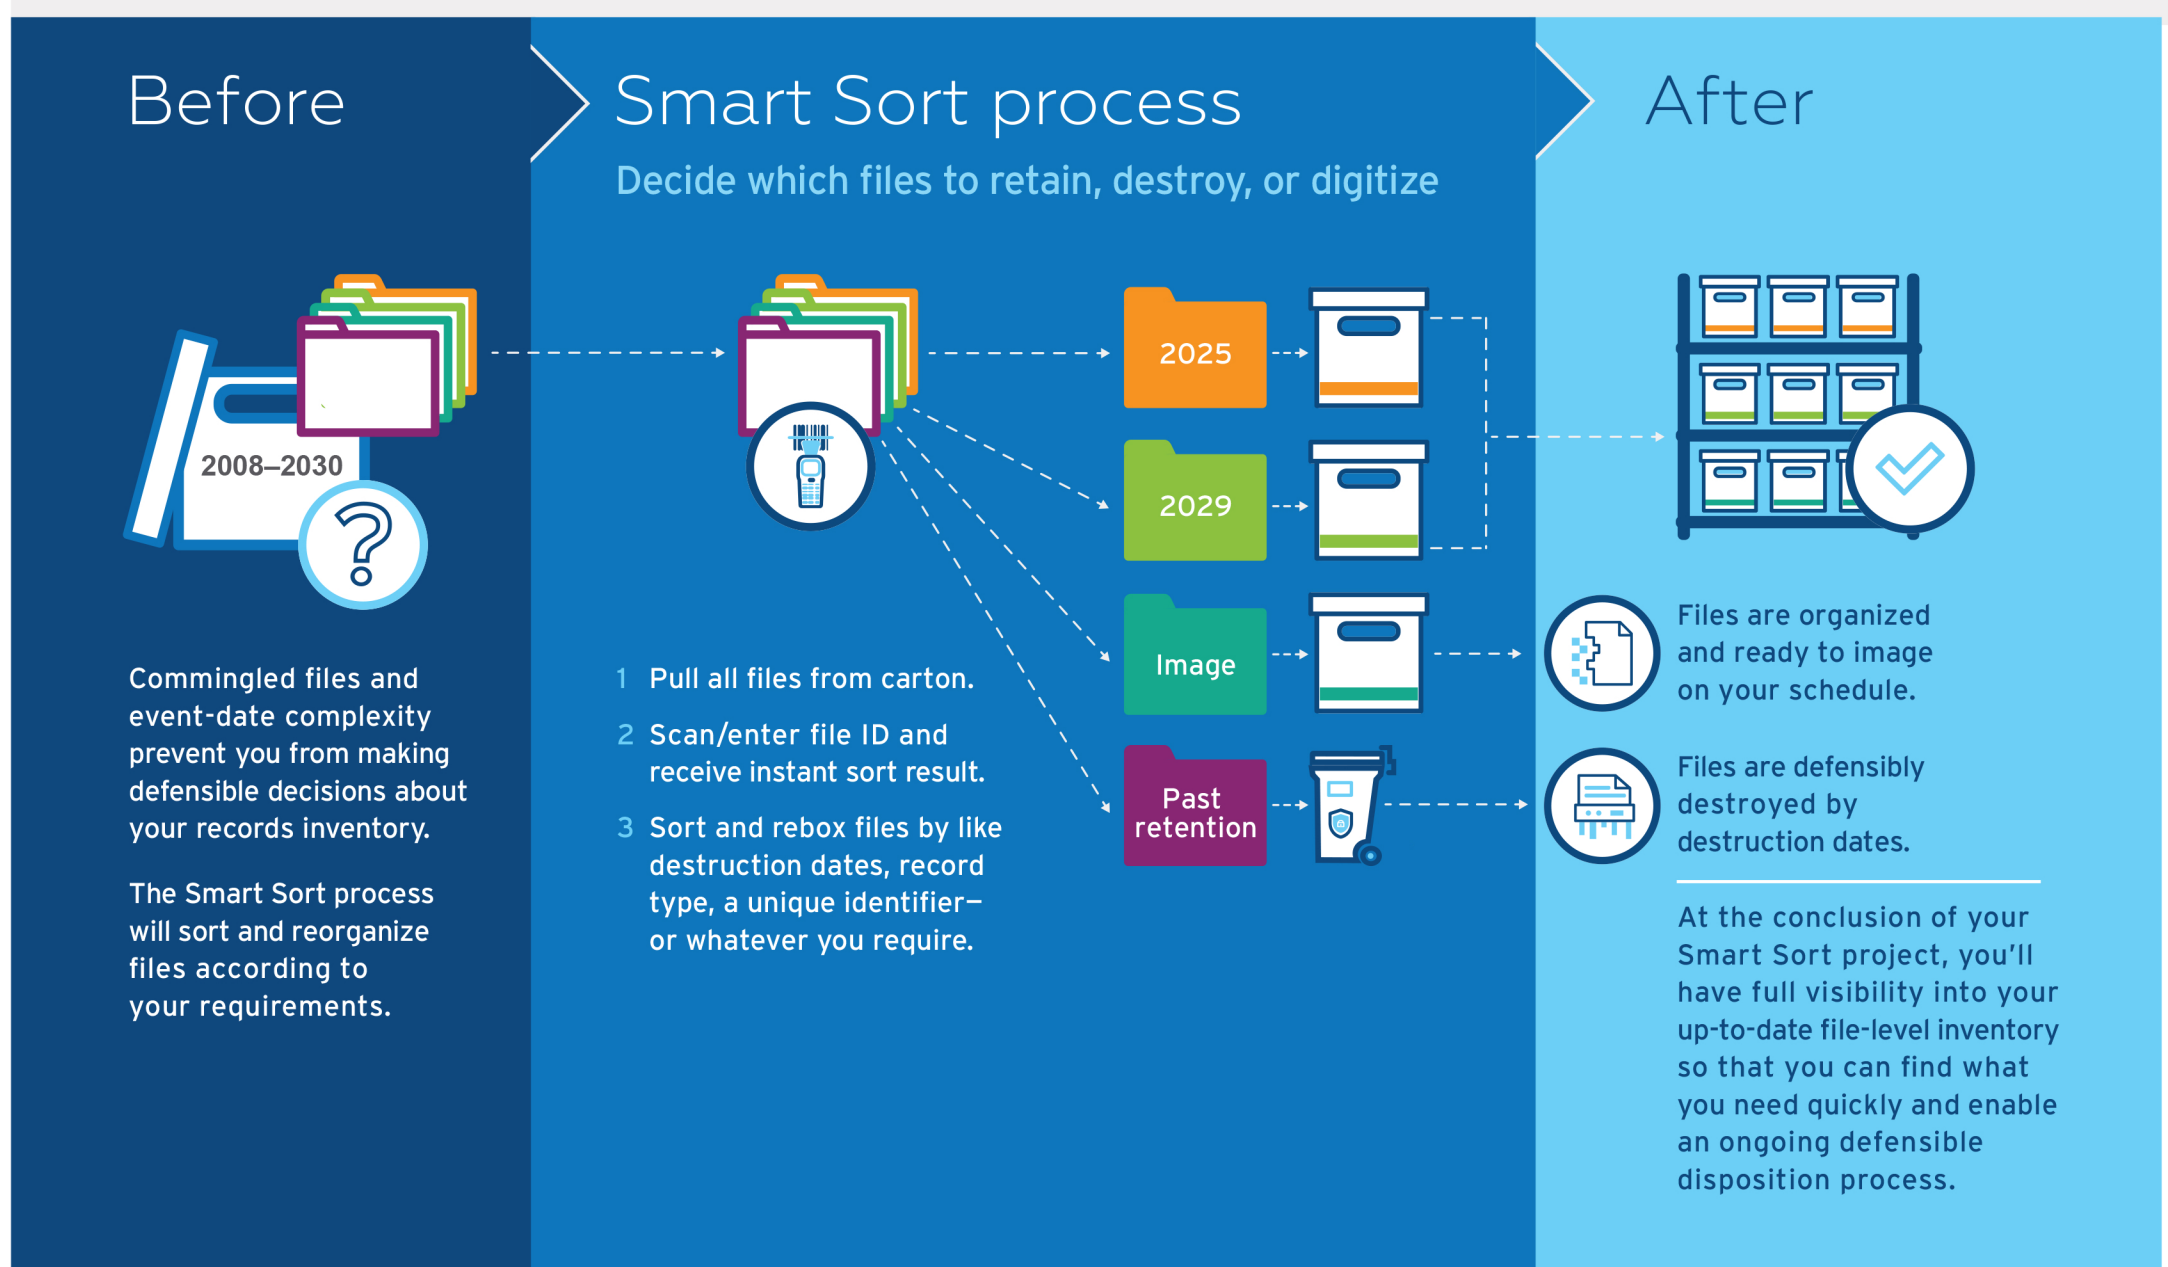 Before
2008–2030
Commingled files and
event-date complexity
prevent you from making
defensible decisions about
your records inventory.
The Smart Sort process
will sort and reorganize
files according to
your requirements.
Smart Sort process
Decide which files to retain, destroy, or digitize
1 Pull all files from carton.
2 Scan/enter file ID and
receive instant sort result.
3 Sort and rebox files by like
destruction dates, record
type, a unique identifier—
or whatever you require.
2025
2029
Image
Past
retention
After
Files are organized
and ready to image
on your schedule.
Files are defensibly
destroyed by
destruction dates.
At the conclusion of your
Smart Sort project, you’ll
have full visibility into your
up-to-date file-level inventory
so that you can find what
you need quickly and enable
an ongoing defensible
disposition process.